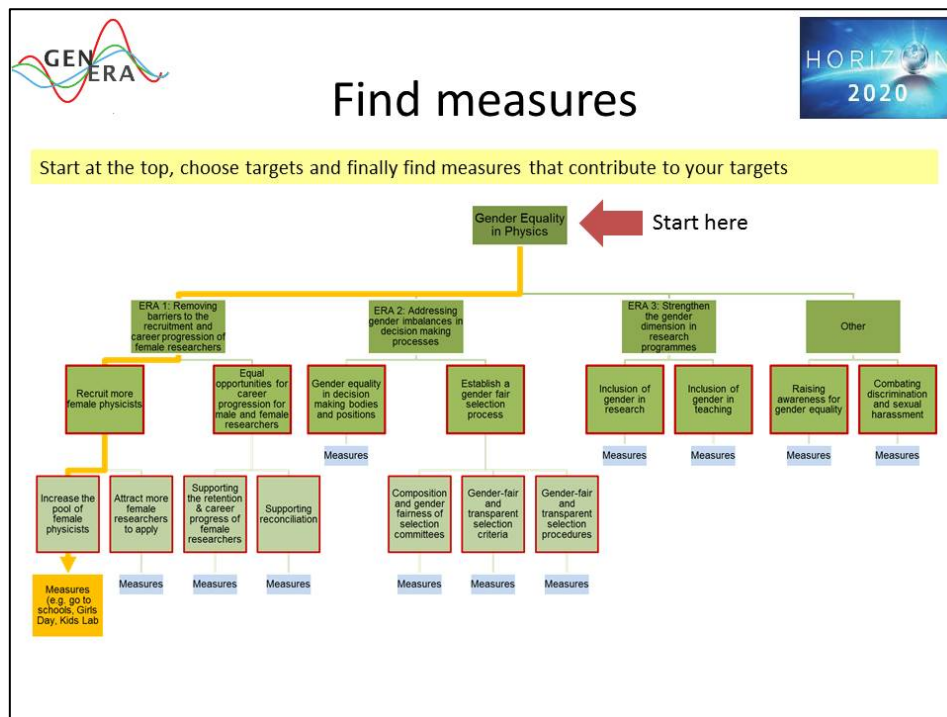 GEN
ERA
HORIZON
2020
Find measures
Start at the top, choose targets and finally find measures that contribute to your targets
Gender Equality
in Physics
Start here
ERA 1: Removing
barriers to the
recruitment and
career progression of
female researchers
ERA 2: Addressing
gender imbalances in
decision making
processes
ERA 3: Strengthen
the gender
dimension in
research
programmes
Other
Recruit more
female physicists
Equal
opportunities for
career
progression for
male and female
researchers
Gender equality
in decision
making bodies
and positions
Establish a
gender fair
selection
process
Inclusion of
gender in
research
Inclusion of
gender in
teaching
Raising
awareness for
gender equality
Combating
discrimination
and sexual
harassment
Measures
Measures
Measures
Measures
Measures
Increase the
pool of
female
physicists
Attract more
female
researchers
to apply
Supporting
the retention
& career
progress of
female
researchers
Supporting
reconciliation
Composition
and gender
fairness of
selection
committees
Gender-fair
and
transparent
selection
criteria
Gender-fair
and
transparent
selection
procedures
Measures
(e.g. go to
schools, Girls
Day, Kids Lab
Measures
Measures
Measures
Measures
Measures
Measures